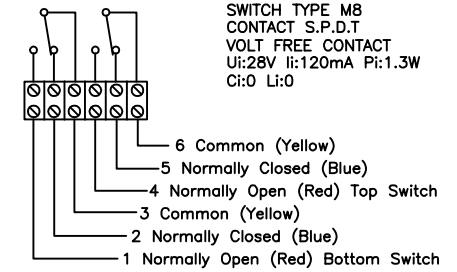 SWITCH TYPE M8
CONTACT S.P.D.T
VOLT FREE CONTACT
Ui:28V Ii:120mA Pi:1.3W
Ci:0 Li:0
6 Common (Yellow)
5 Normally Closed (Blue)
4 Normally Open (Red) Top Switch
3 Common (Yellow)
2 Normally Closed (Blue)
1 Normally Open (Red) Bottom Switch